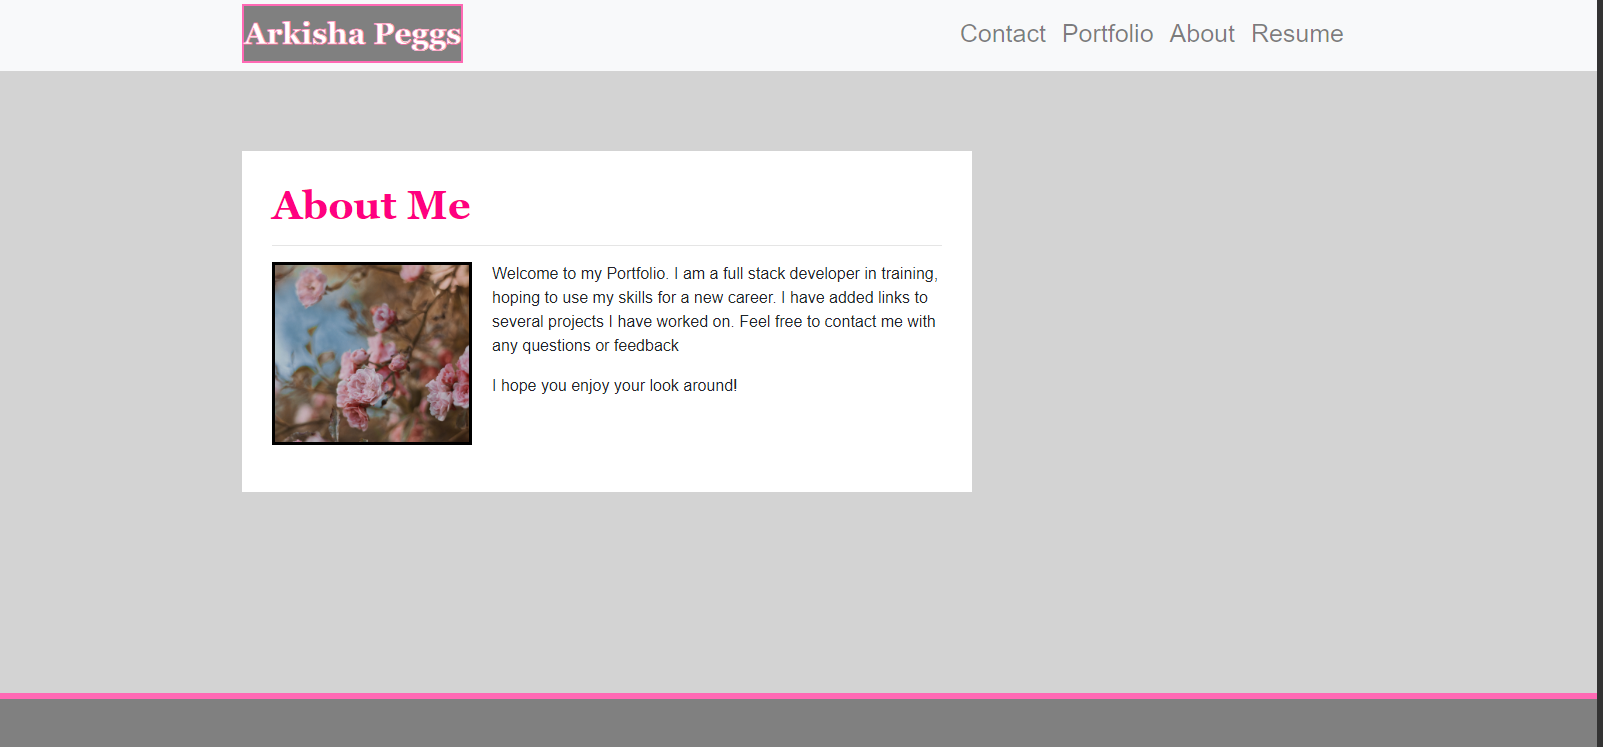 Arkisha Peggs
Contact Portfolio About Resume
About Me
Welcome to my Portfolio. I am a full stack developer in training,
hoping to use my skills for a new career. I have added links to
several projects I have worked on. Feel free to contact me with
any questions or feedback
I hope you enjoy your look around!